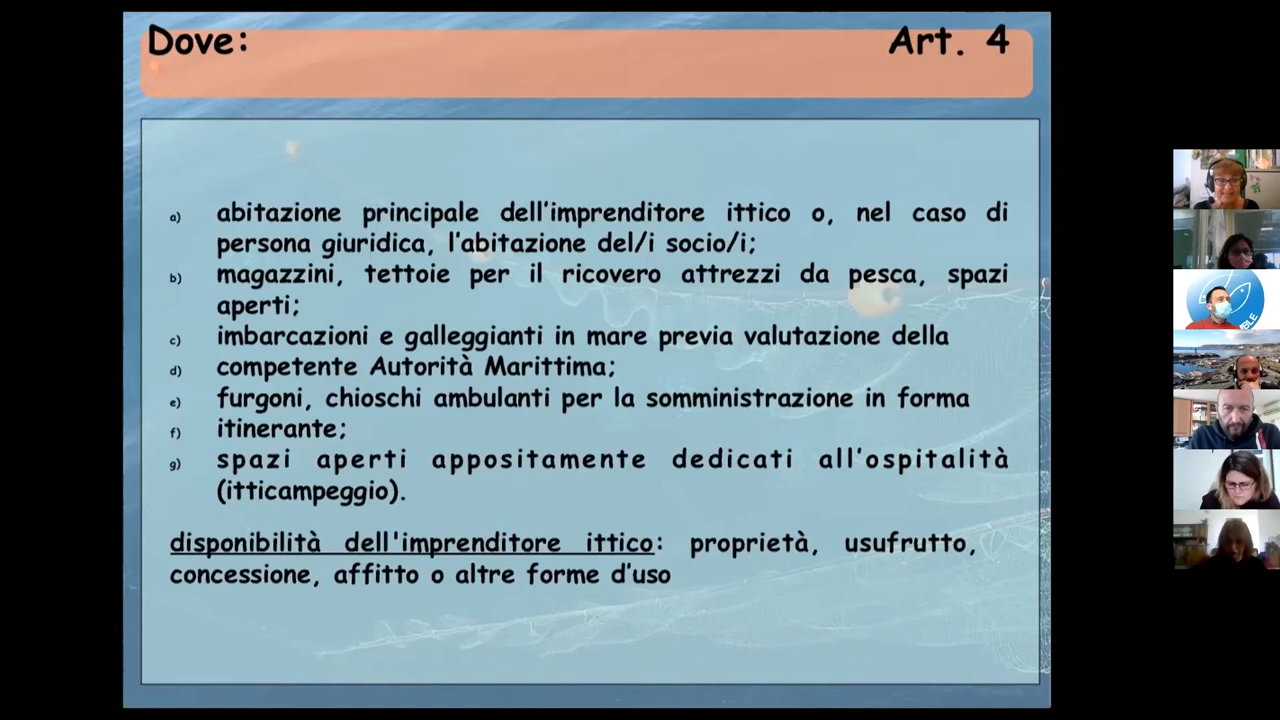 Dove: Art. 4
a) abitazione principale dell'imprenditore ittico o, nel caso di
persona giuridica, l'abitazione del/i socio/i;
b) magazzini, tettoie per il ricovero attrezzi da pesca, spazi
aperti;
c) imbarcazioni e galleggianti in mare previa valutazione della
d) competente Autorità Marittima;
e) furgoni, chioschi ambulanti per la somministrazione in forma
f) itinerante;
g) spazi aperti appositamente dedicati all'ospitalità
(itticampeggio).
disponibilità dell'imprenditore ittico: proprietà, usufrutto,
concessione, affitto o altre forme d'uso